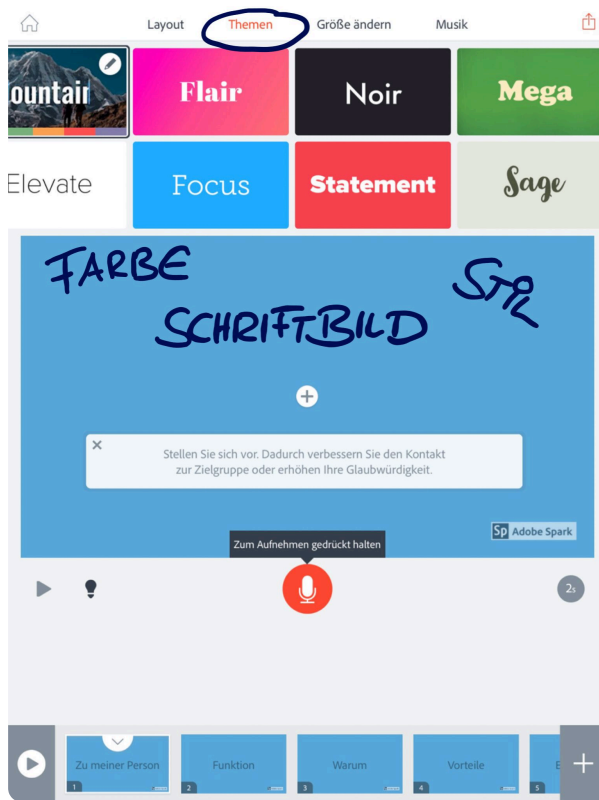 Layout Themen Größe ändern Musik
ountain Flair Noir Mega
Elevate Focus Statement Sage
FARBE STIL
SCHRIFTBILD
Stellen Sie sich vor. Dadurch verbessern Sie den Kontakt
zur Zielgruppe oder erhöhen Ihre Glaubwürdigkeit.
Sp Adobe Spark
Zum Aufnehmen gedrückt halten
2s
Zu meiner Person Funktion Warum Vorteile E
1 2 3 4 5